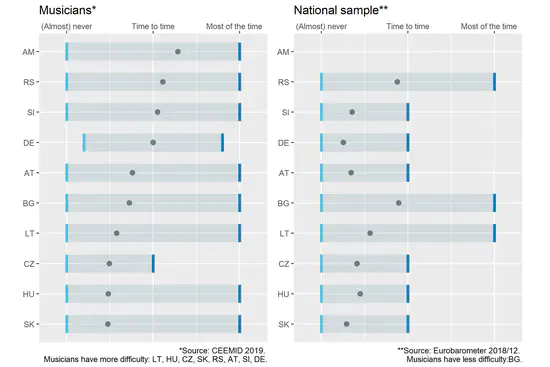 Musicians*
(Almost) never Time to time Most of the time
AM
RS
SI
DE
AT
BG
LT
CZ
HU
SK
*Source: CEEMID 2019.
Musicians have more difficulty: LT, HU, CZ, SK, RS, AT, SI, DE.
National sample**
(Almost) never Time to time Most of the time
AM
RS
SI
DE
AT
BG
LT
CZ
HU
SK
**Source: Eurobarometer 2018/12.
Musicians have less difficulty:BG.